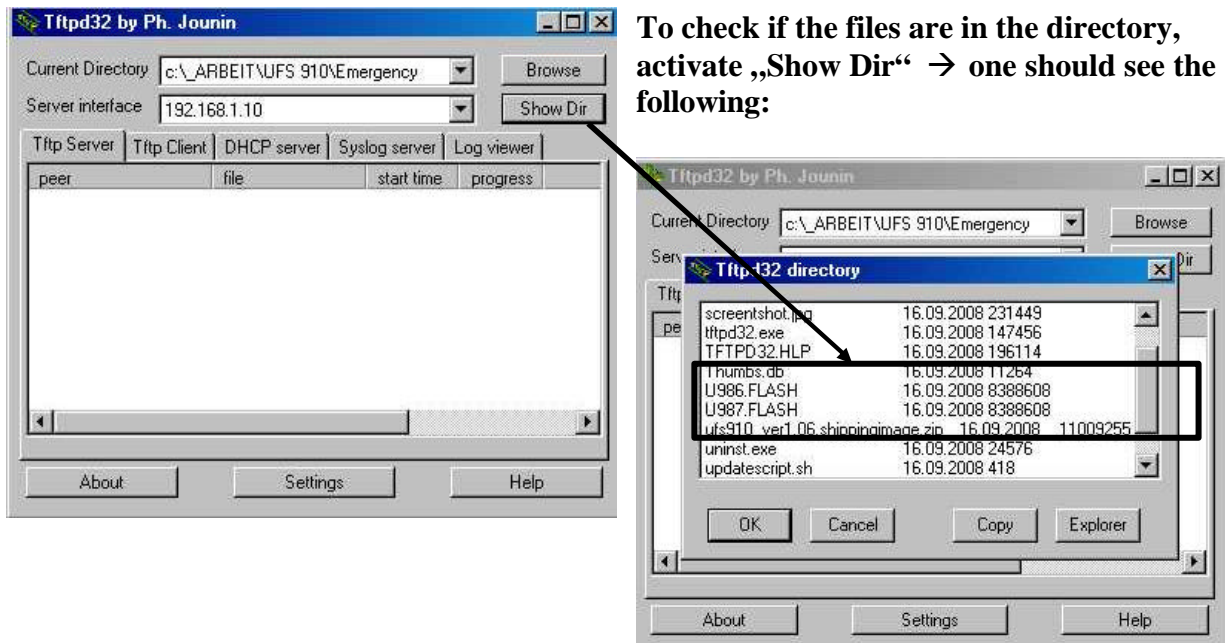 Tftpd32 by Ph. Jounin
Current Directory c:\_ARBEIT\UFS 910\Emergency Browse
Server interface 192.168.1.10 Show Dir
Tftp Server Tftp Client DHCP server Syslog server Log viewer
peer file start time progress
About Settings Help
To check if the files are in the directory,
activate „Show Dir“ → one should see the
following:
Tftpd32 by Ph. Jounin
Current Directory c:\_ARBEIT\UFS 910\Emergency Browse
Tftpd32 directory
screentshot.jpg 16.09.2008 231449
tftpd32.exe 16.09.2008 147456
TFTPD32.HLP 16.09.2008 196114
Thumbs.db 16.09.2008 11264
U986.FLASH 16.09.2008 8388608
U987.FLASH 16.09.2008 8388608
ufs910_ver1.06.shippingimage.zip 16.09.2008 11009255
uninst.exe 16.09.2008 24576
updatescript.sh 16.09.2008 418
OK Cancel Copy Explorer
About Settings Help